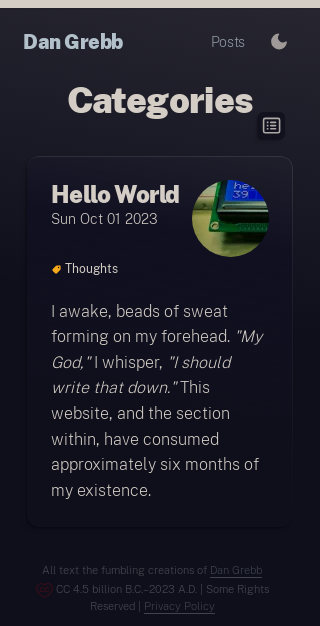 Dan Grebb Posts
Categories
Hello World
Sun Oct 01 2023
he
39
Thoughts
I awake, beads of sweat
forming on my forehead. "My
God," I whisper, "I should
write that down." This
website, and the section
within, have consumed
approximately six months of
my existence.
All text the fumbling creations of Dan Grebb
CC 4.5 billion B.C.–2023 A.D. | Some Rights
Reserved | Privacy Policy